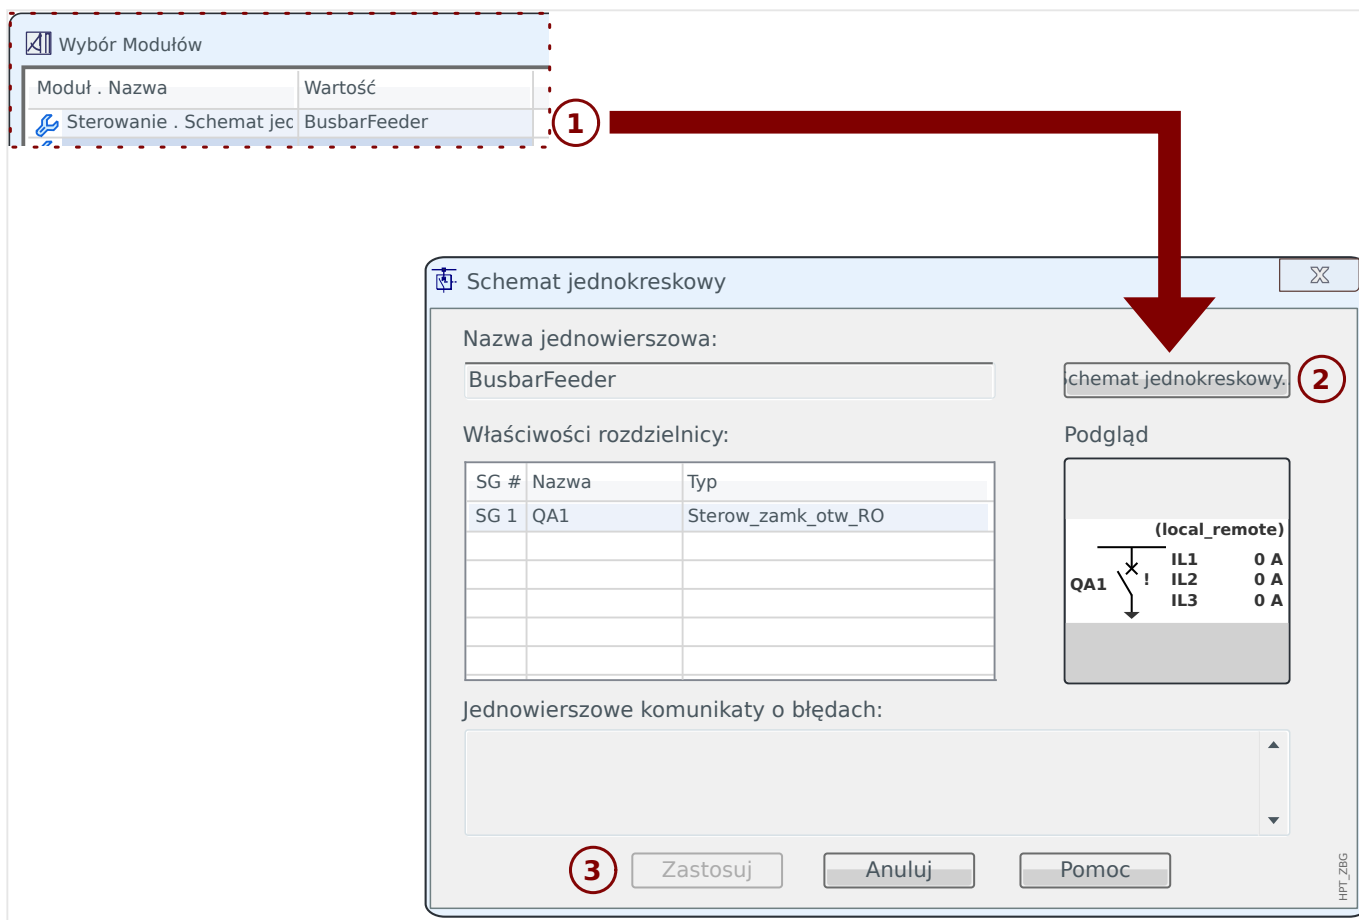 Wybór Modułów
Moduł . Nazwa Wartość
Sterowanie . Schemat jed BusbarFeeder
1
Schemat jednokreskowy X
Nazwa jednowierszowa:
BusbarFeeder
Schemat jednokreskowy.. 2
Właściwości rozdzielnicy: Podgląd
SG # Nazwa Typ
SG 1 QA1 Sterow_zamk_otw_RO
(local_remote)
IL1 0 A
QA1 ! IL2 0 A
IL3 0 A
Jednowierszowe komunikaty o błędach:
3 Zastosuj Anuluj Pomoc
HPT_ZBG